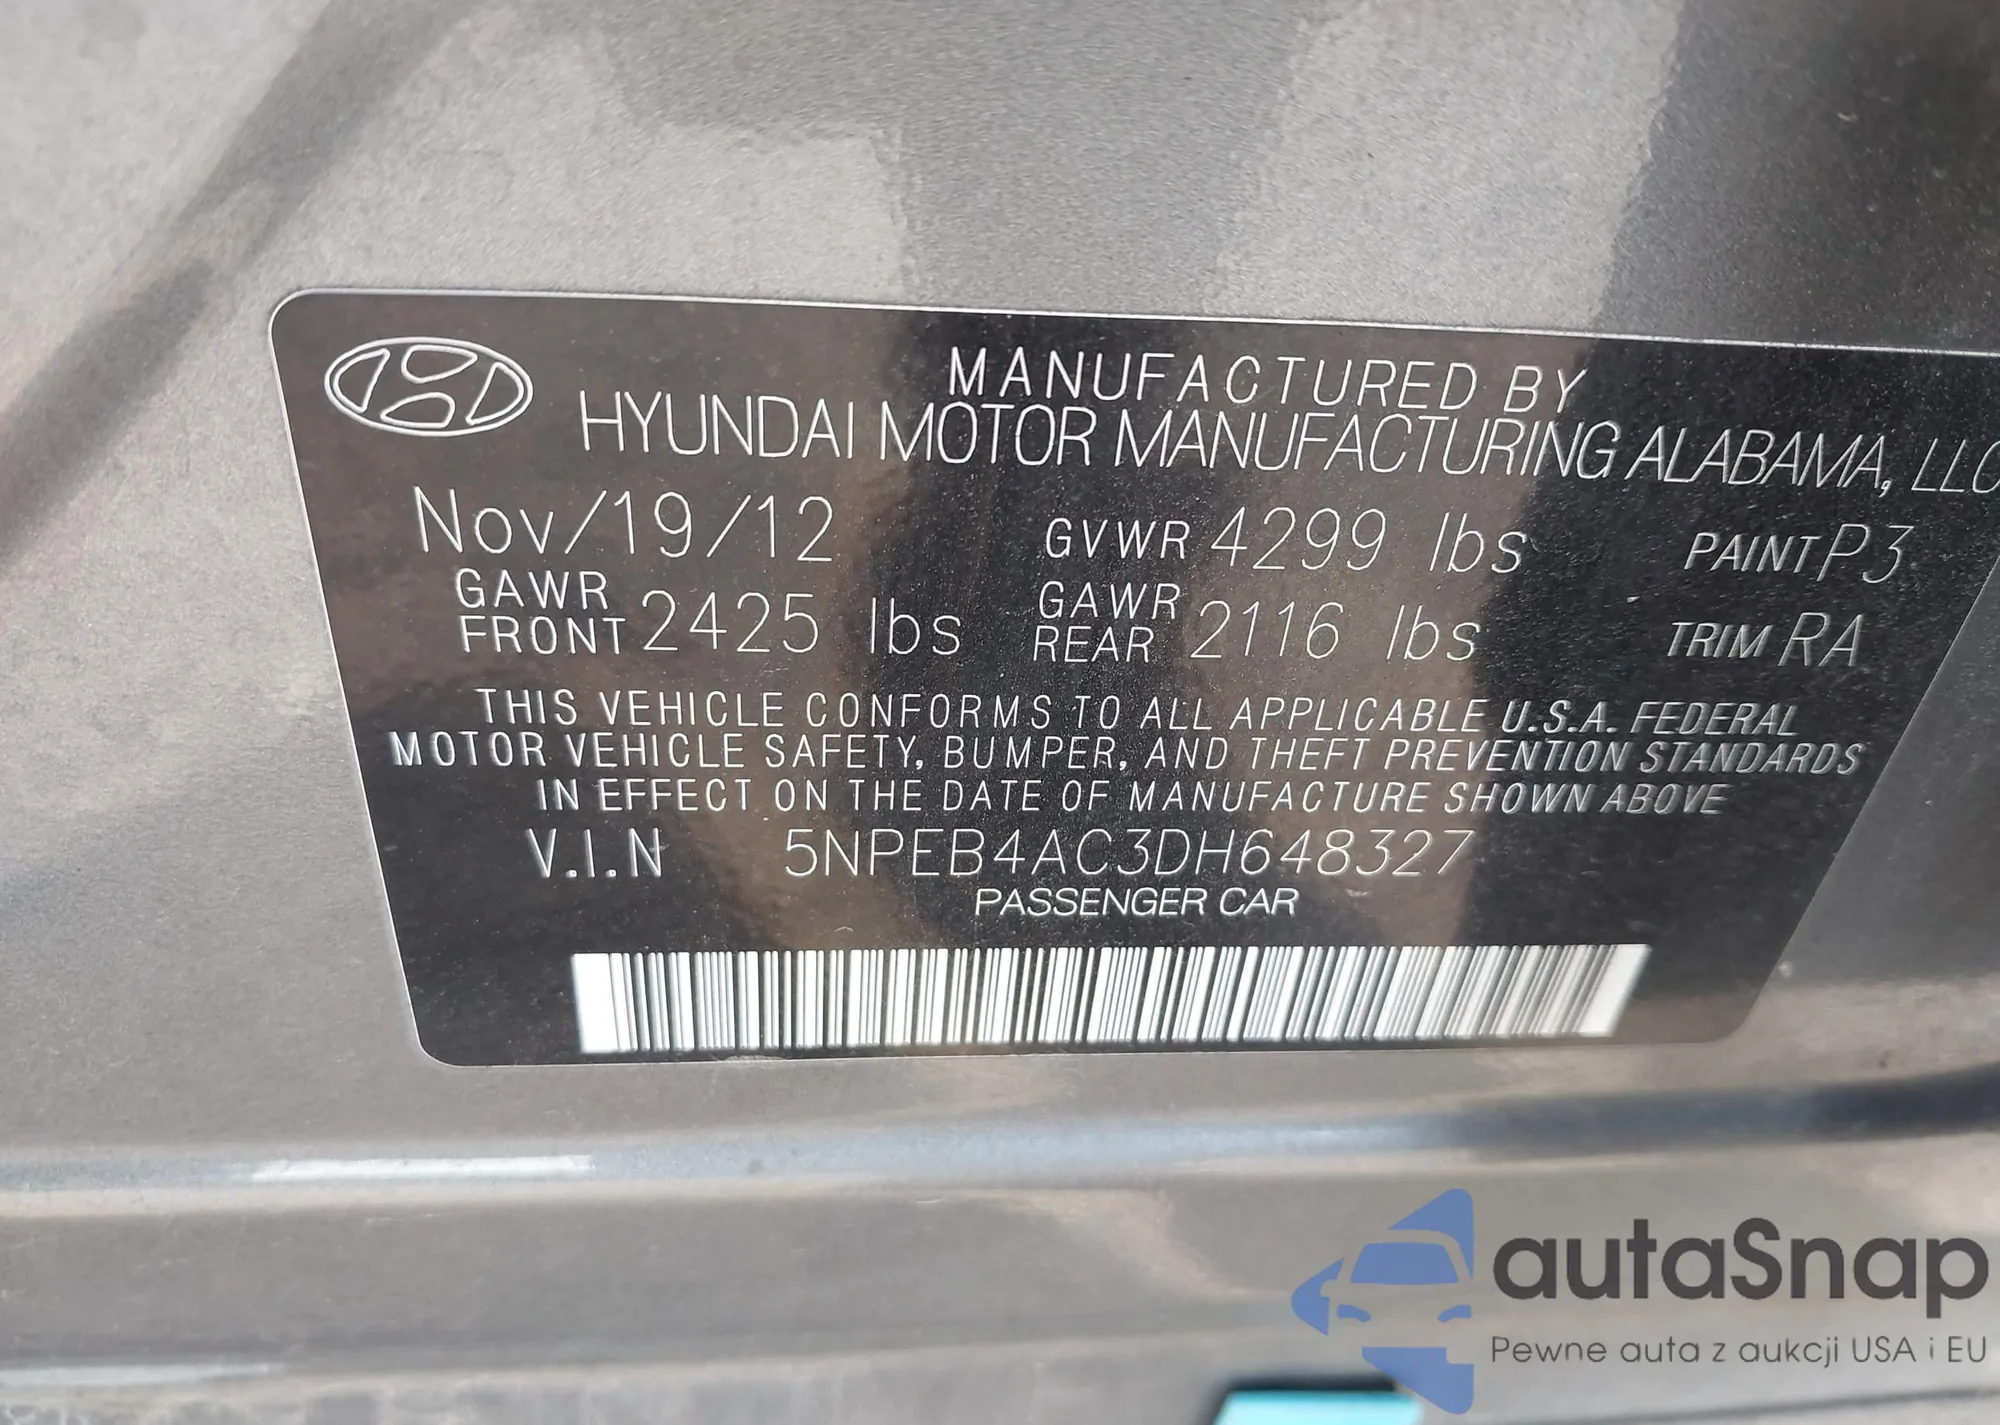 MANUFACTURED BY
HYUNDAI MOTOR MANUFACTURING ALABAMA, LLC
Nov/19/12 GVWR 4299 lbs PAINT P3
GAWR FRONT 2425 lbs GAWR REAR 2116 lbs TRIM RA
THIS VEHICLE CONFORMS TO ALL APPLICABLE U.S.A. FEDERAL
MOTOR VEHICLE SAFETY, BUMPER, AND THEFT PREVENTION STANDARDS
IN EFFECT ON THE DATE OF MANUFACTURE SHOWN ABOVE
V.I.N 5NPEB4AC3DH648327
PASSENGER CAR
autaSnap
Pewne auta z aukcji USA i EU